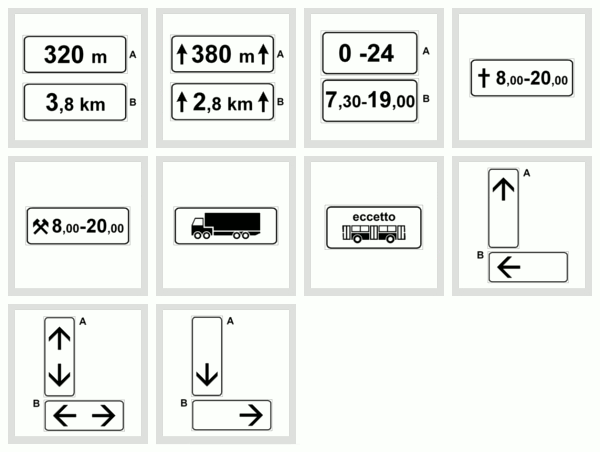 320 m A
3,8 km B
380 m A
2,8 km B
0 -24 A
7,30-19,00 B
8,00-20,00
8,00-20,00
eccetto
A
B
A
B
A
B